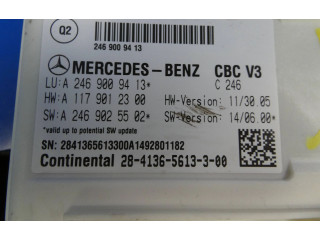 Q2
246 900 94 13
MERCEDES-BENZ CBC V3
LU: A 246 900 94 13* C 246
HW: A 117 901 23 00 HW-Version: 11/30.05
SW: A 246 902 55 02* SW-Version: 14/06.00*
*valid up to potential SW update
SN: 2841365613300A1492801182
Continental 28-4136-5613-3-00